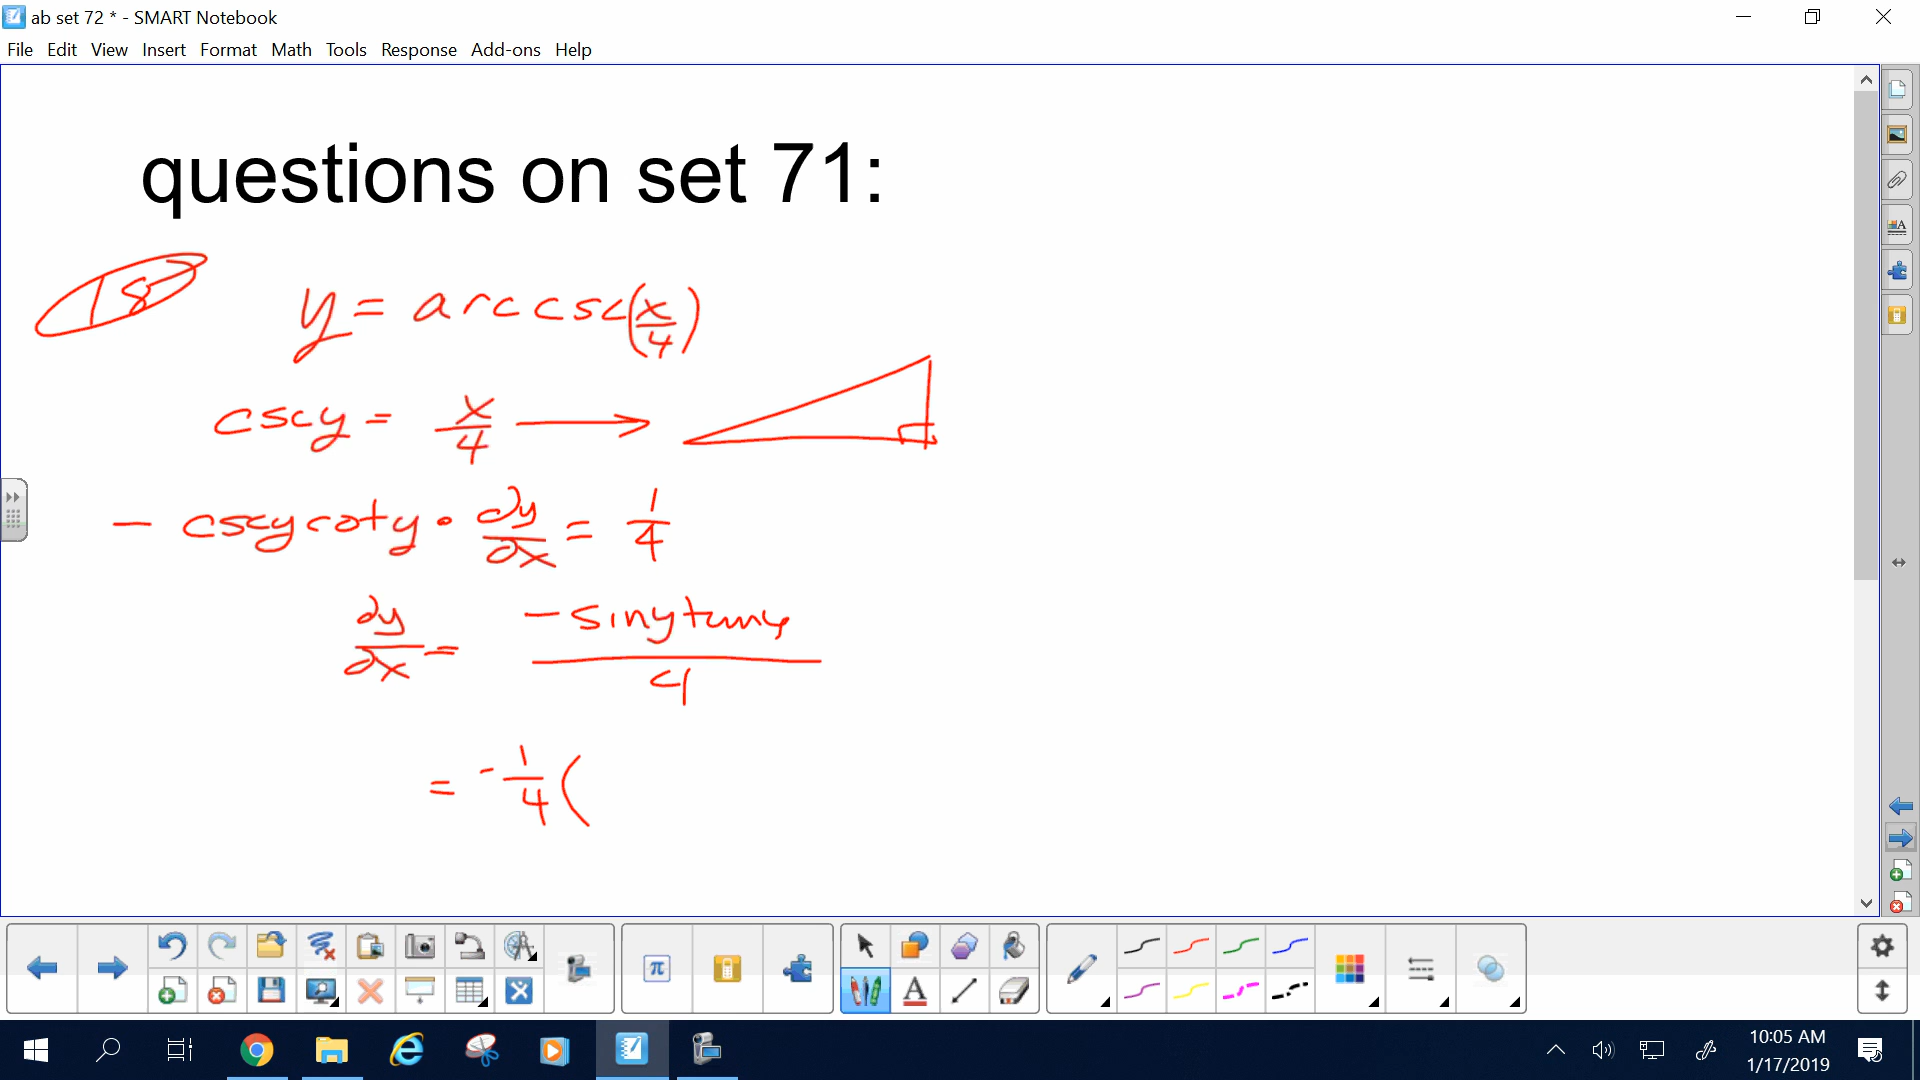 ab set 72 * - SMART Notebook
File Edit View Insert Format Math Tools Response Add-ons Help
questions on set 71:
18
y = arccsc(x/4)
csc y = x/4 →
- csc y cot y · dy/dx = 1/4
dy/dx = - sin y tan y / 4
= - 1/4 (
10:05 AM
1/17/2019